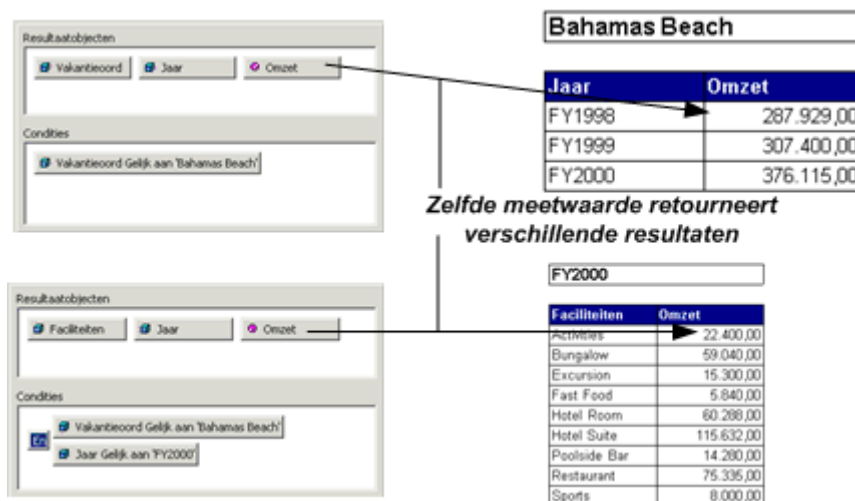 Resultaatobjecten
Vakantieoord Jaar Omzet
Condities
Vakantieoord Gelijk aan 'Bahamas Beach'
Bahamas Beach
Jaar Omzet
FY1998 287.929,00
FY1999 307.400,00
FY2000 376.115,00
Zelfde meetwaarde retourneert
verschillende resultaten
Resultaatobjecten
Faciliteiten Jaar Omzet
Condities
En
Vakantieoord Gelijk aan 'Bahamas Beach'
Jaar Gelijk aan 'FY2000'
FY2000
Faciliteiten Omzet
Activities 22.400,00
Bungalow 59.040,00
Excursion 15.300,00
Fast Food 5.840,00
Hotel Room 60.288,00
Hotel Suite 115.632,00
Poolside Bar 14.280,00
Restaurant 75.335,00
Sports 8.000,00